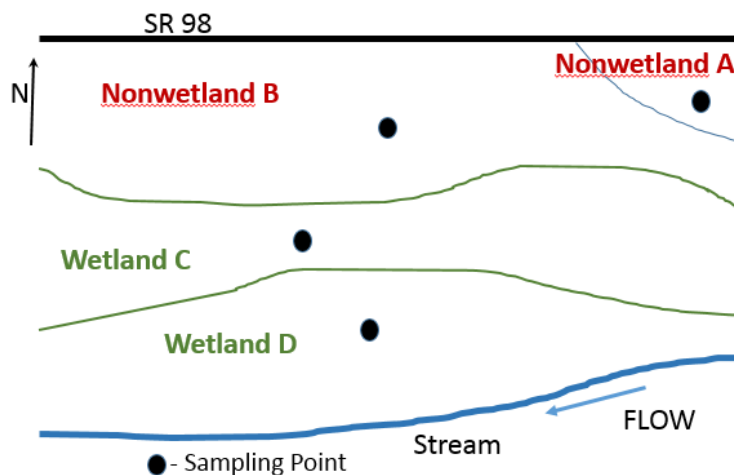 SR 98
Nonwetland A
N
Nonwetland B
Wetland C
Wetland D
FLOW
Stream
- Sampling Point